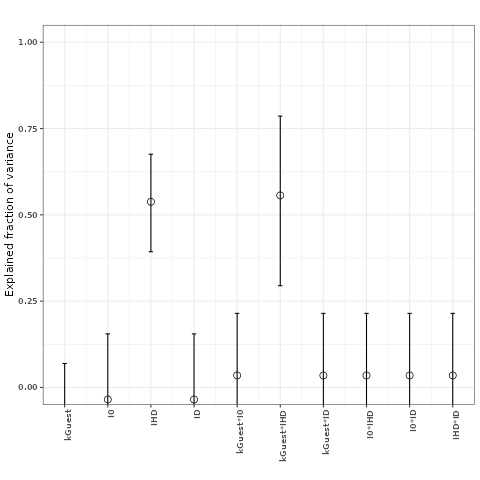 Explained fraction of variance
1.00
0.75
0.50
0.25
0.00
kGuest
I0
IHD
ID
kGuest*I0
kGuest*IHD
kGuest*ID
I0*IHD
I0*ID
IHD*ID